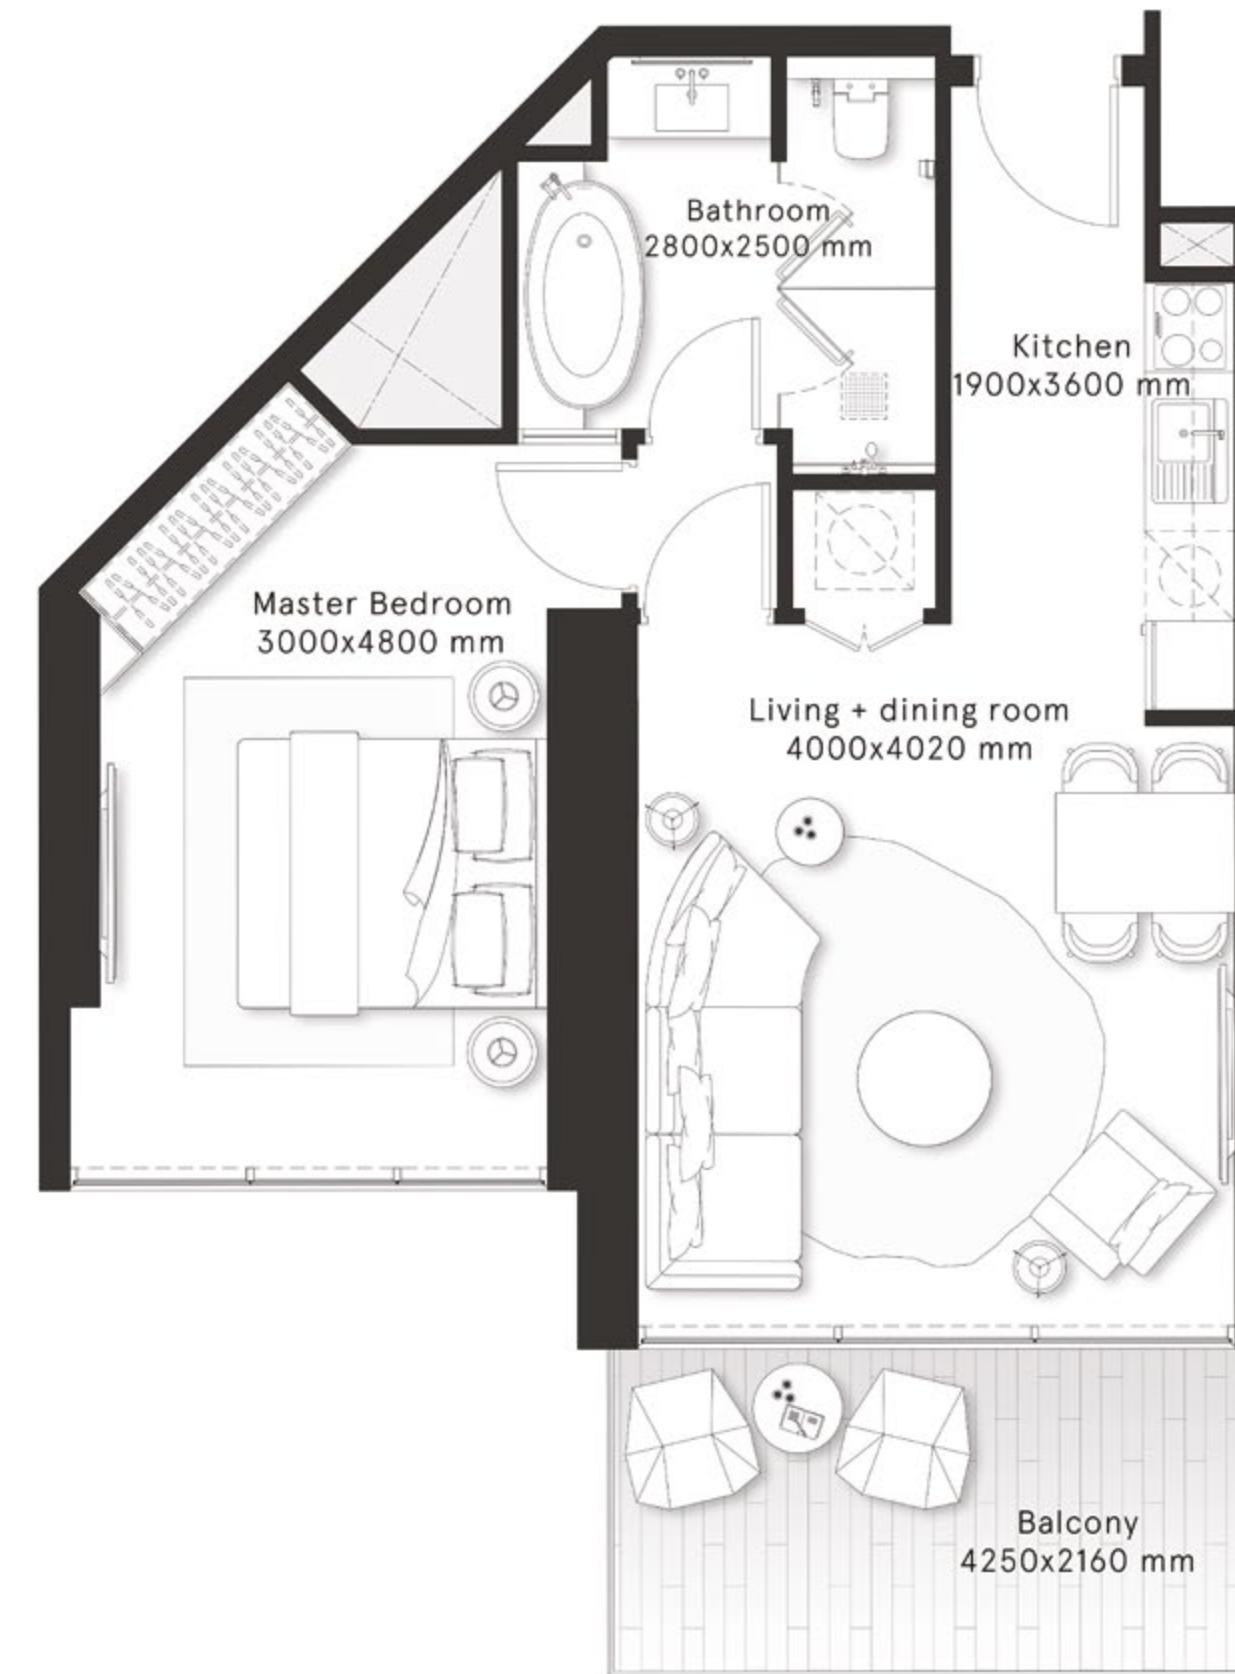 Bathroom
2800x2500 mm
Kitchen
1900x3600 mm
Master Bedroom
3000x4800 mm
Living + dining room
4000x4020 mm
Balcony
4250x2160 mm